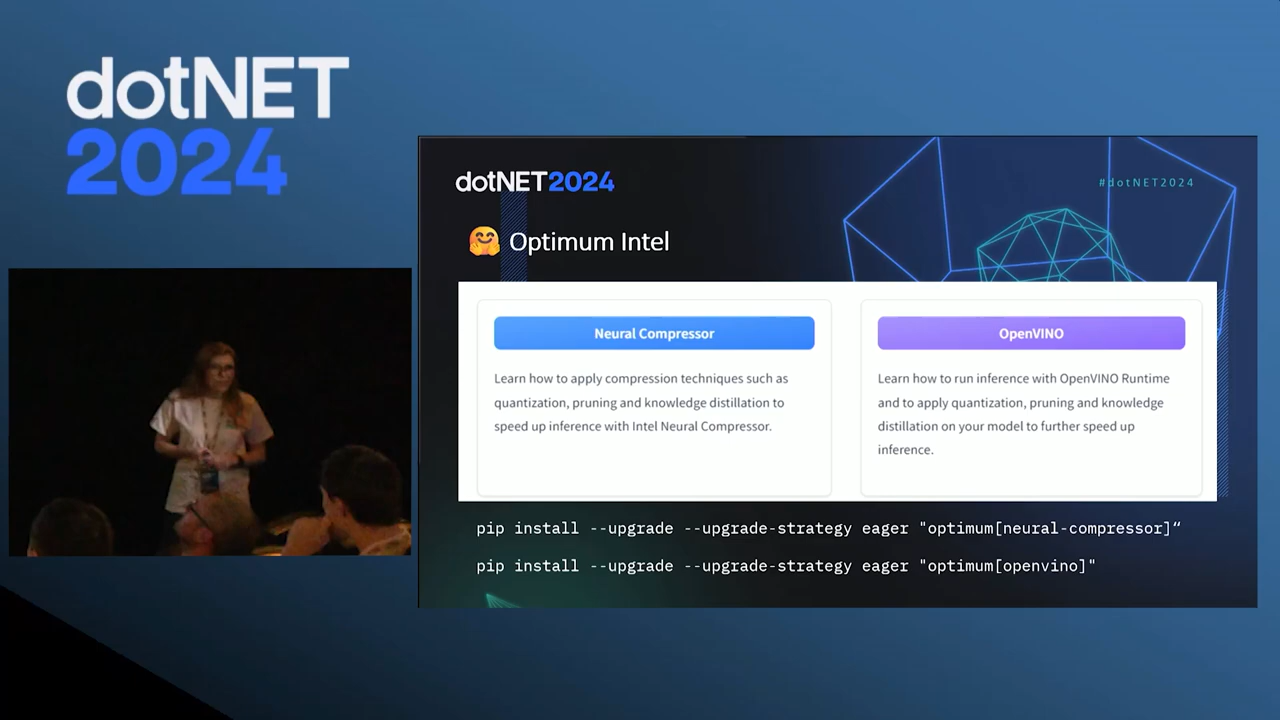 dotNET
2024
dotNET2024
#dotNET2024
🤗 Optimum Intel
Neural Compressor
Learn how to apply compression techniques such as
quantization, pruning and knowledge distillation to
speed up inference with Intel Neural Compressor.
OpenVINO
Learn how to run inference with OpenVINO Runtime
and to apply quantization, pruning and knowledge
distillation on your model to further speed up
inference.
pip install --upgrade --upgrade-strategy eager "optimum[neural-compressor]“
pip install --upgrade --upgrade-strategy eager "optimum[openvino]"